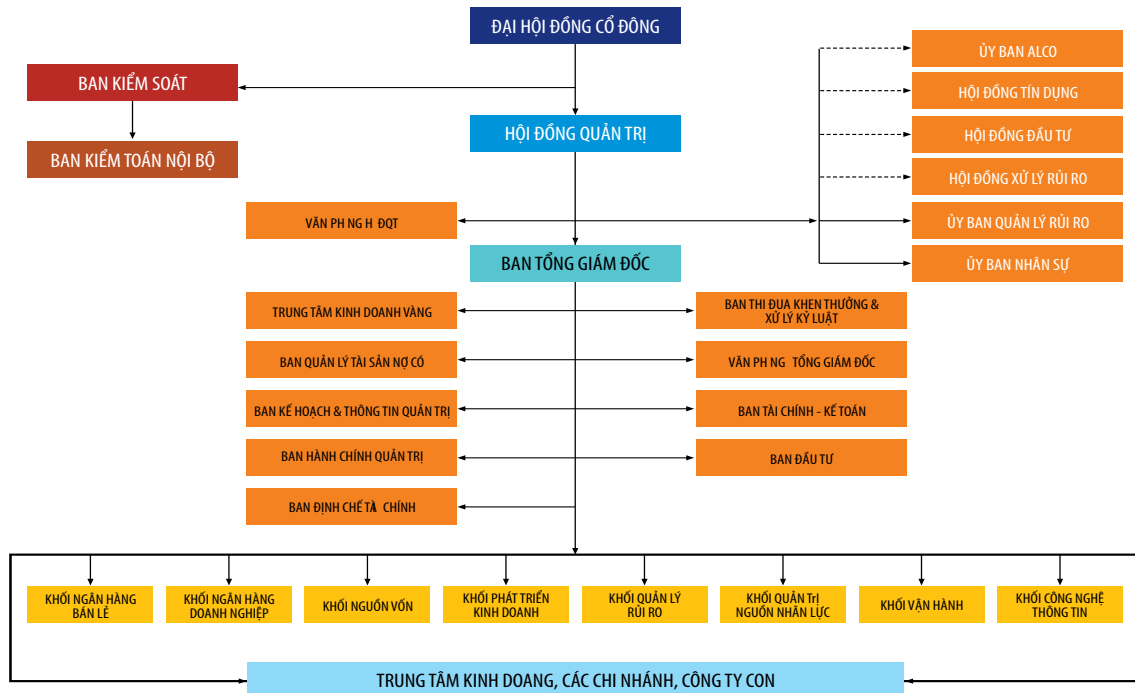 ĐẠI HỘI ĐỒNG CỔ ĐÔNG
BAN KIỂM SOÁT
BAN KIỂM TOÁN NỘI BỘ
HỘI ĐỒNG QUẢN TRỊ
ỦY BAN ALCO
HỘI ĐỒNG TÍN DỤNG
HỘI ĐỒNG ĐẦU TƯ
HỘI ĐỒNG XỬ LÝ RỦI RO
ỦY BAN QUẢN LÝ RỦI RO
ỦY BAN NHÂN SỰ
VĂN PH NG H ĐQT
BAN TỔNG GIÁM ĐỐC
TRUNG TÂM KINH DOANH VÀNG
BAN THI ĐUA KHEN THƯỞNG &
XỬ LÝ KỶ LUẬT
BAN QUẢN LÝ TÀI SẢN NỢ CÓ
VĂN PH NG TỔNG GIÁM ĐỐC
BAN KẾ HOẠCH & THÔNG TIN QUẢN TRỊ
BAN TÀI CHÍNH - KẾ TOÁN
BAN HÀNH CHÍNH QUẢN TRỊ
BAN ĐẦU TƯ
BAN ĐỊNH CHẾ CHÍNH
KHỐI NGÂN HÀNG
BÁN LẺ
KHỐI NGÂN HÀNG
DOANH NGHIỆP
KHỐI NGUỒN VỐN
KHỐI PHÁT TRIỂN
KINH DOANH
KHỐI QUẢN LÝ
RỦI RO
KHỐI QUẢN TRỊ
NGUỒN NHÂN LỰC
KHỐI VẬN HÀNH
KHỐI CÔNG NGHỆ
THÔNG TIN
TRUNG TÂM KINH DOANG, CÁC CHI NHÁNH, CÔNG TY CON